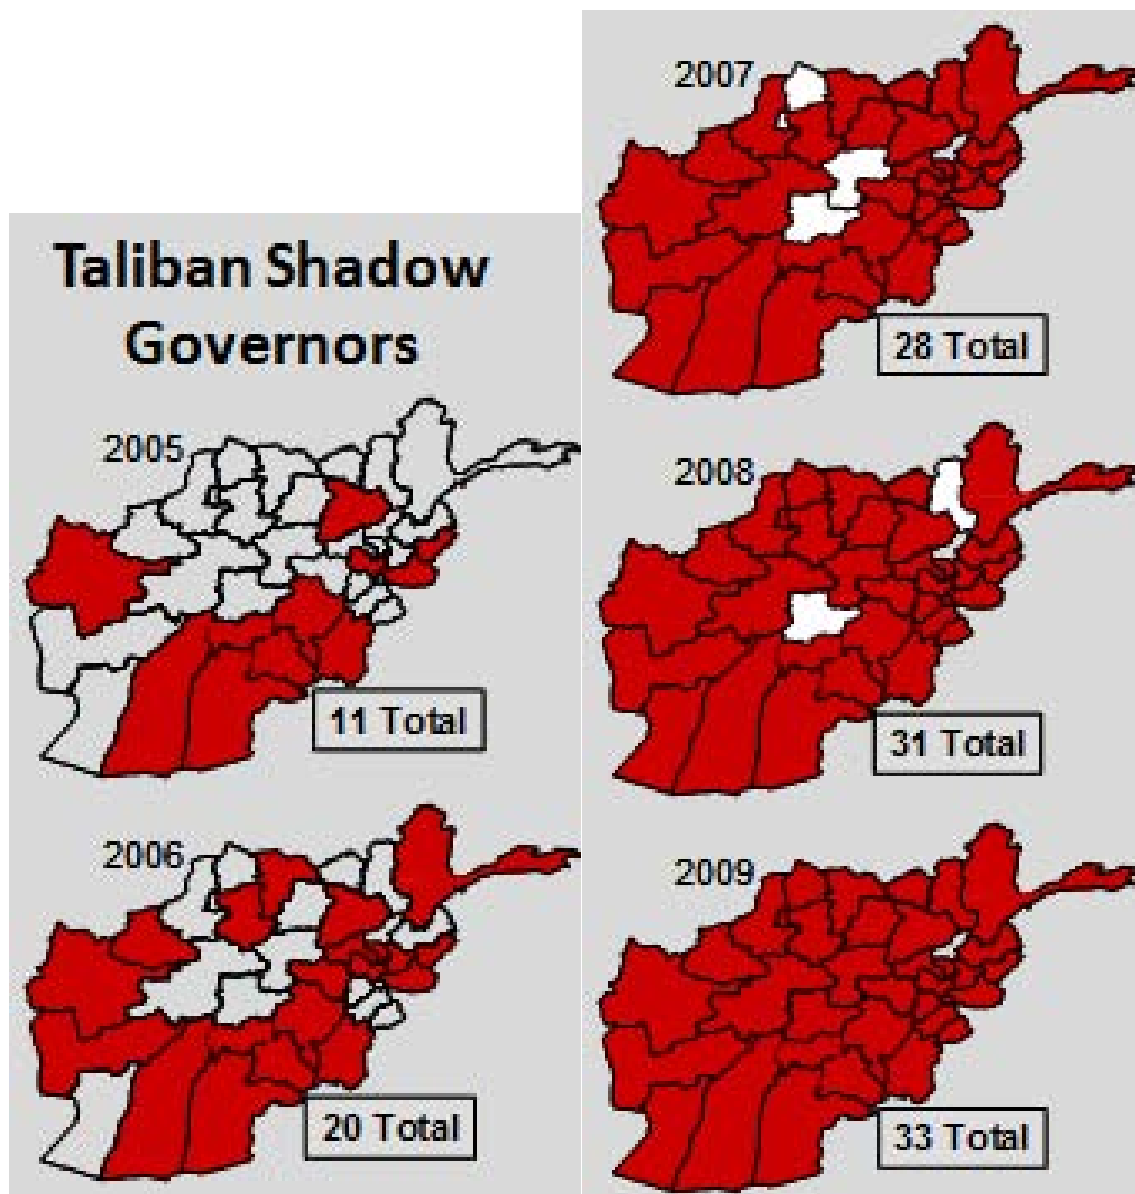 Taliban Shadow
Governors
2005
11 Total
2006
20 Total
2007
28 Total
2008
31 Total
2009
33 Total